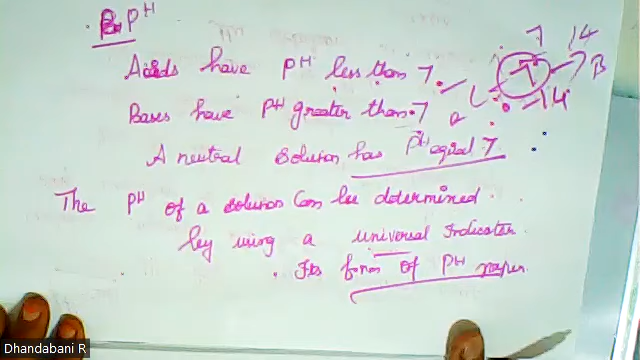 PH
Acids have PH less than 7.
Bases have PH greater than 7
A neutral Solution has PH equal 7
The PH of a solution Can be determined
by using a universal Indicator.
Its form of PH paper.
7 14
7 B
14
Dhandabani R